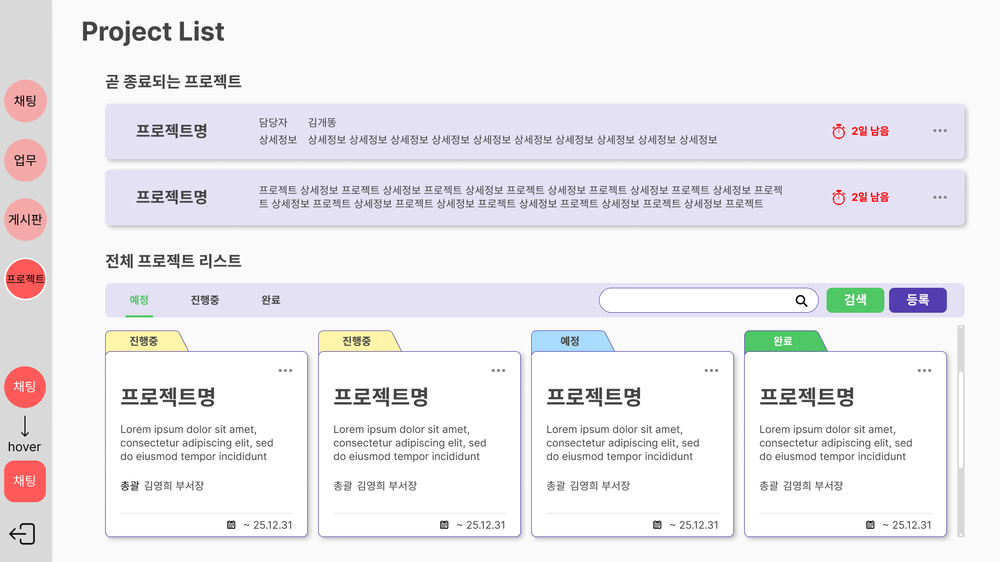 Project List
채팅
업무
게시판
프로젝트
채팅
hover
채팅
곧 종료되는 프로젝트
프로젝트명
담당자 김개똥
상세정보 상세정보 상세정보 상세정보 상세정보 상세정보 상세정보 상세정보 상세정보 상세정보 상세정보
2일 남음
프로젝트명
프로젝트 상세정보 프로젝트 상세정보 프로젝트 상세정보 프로젝트 상세정보 프로젝트 상세정보 프로젝트 상세정보 프로젝
트 상세정보 프로젝트 상세정보 프로젝트 상세정보 프로젝트 상세정보 프로젝트 상세정보 프로젝트 상세정보 프로젝트
2일 남음
전체 프로젝트 리스트
예정 진행중 완료 검색 등록
진행중
프로젝트명
Lorem ipsum dolor sit amet,
consectetur adipiscing elit, sed
do eiusmod tempor incididunt
총괄 김영희 부서장
~ 25.12.31
진행중
프로젝트명
Lorem ipsum dolor sit amet,
consectetur adipiscing elit, sed
do eiusmod tempor incididunt
총괄 김영희 부서장
~ 25.12.31
예정
프로젝트명
Lorem ipsum dolor sit amet,
consectetur adipiscing elit, sed
do eiusmod tempor incididunt
총괄 김영희 부서장
~ 25.12.31
완료
프로젝트명
Lorem ipsum dolor sit amet,
consectetur adipiscing elit, sed
do eiusmod tempor incididunt
총괄 김영희 부서장
~ 25.12.31